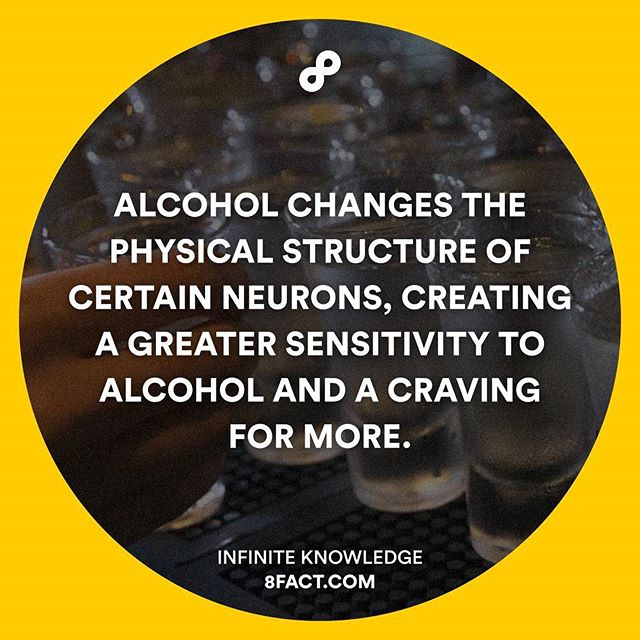 ALCOHOL CHANGES THE
PHYSICAL STRUCTURE OF
CERTAIN NEURONS, CREATING
A GREATER SENSITIVITY TO
ALCOHOL AND A CRAVING
FOR MORE.
INFINITE KNOWLEDGE
8FACT.COM